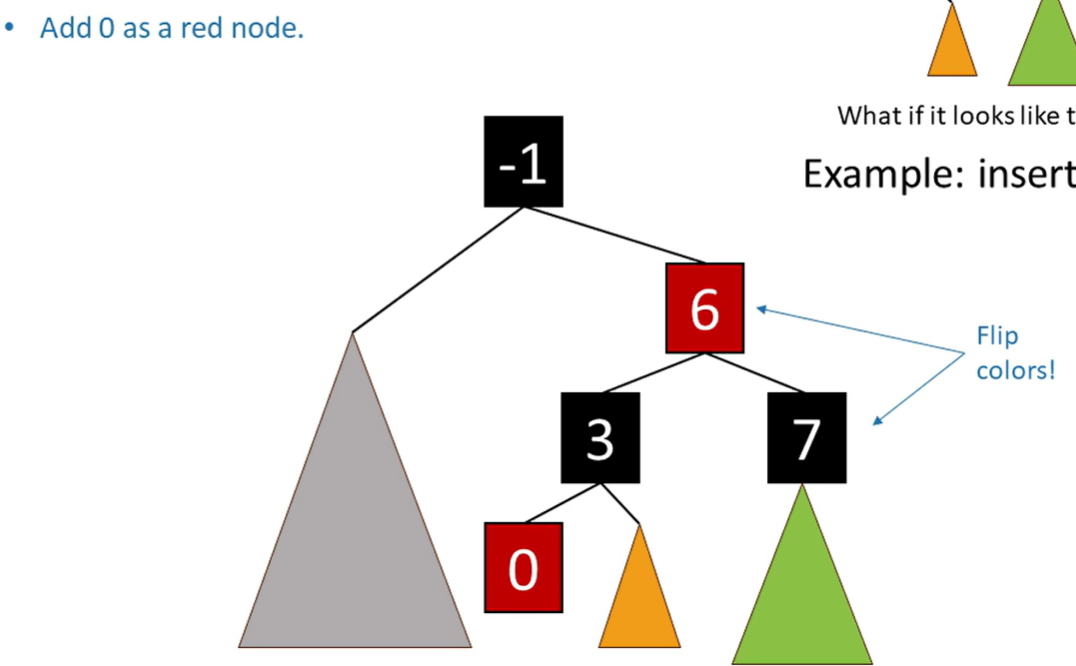 • Add 0 as a red node.
What if it looks like t
Example: insert
-1
6
Flip
colors!
3
7
0